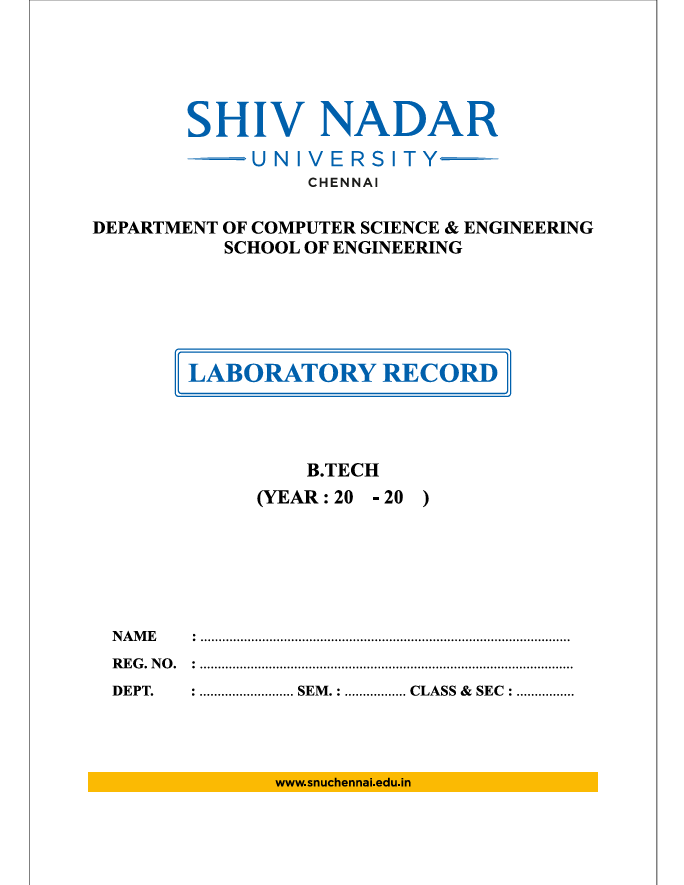 SHIV NADAR
UNIVERSITY
CHENNAI
DEPARTMENT OF COMPUTER SCIENCE & ENGINEERING
SCHOOL OF ENGINEERING
LABORATORY RECORD
B.TECH
(YEAR : 20 - 20 )
NAME : ......................................................................................................
REG. NO. : .......................................................................................................
DEPT. : .......................... SEM. : ................. CLASS & SEC : ................
www.snuchennai.edu.in